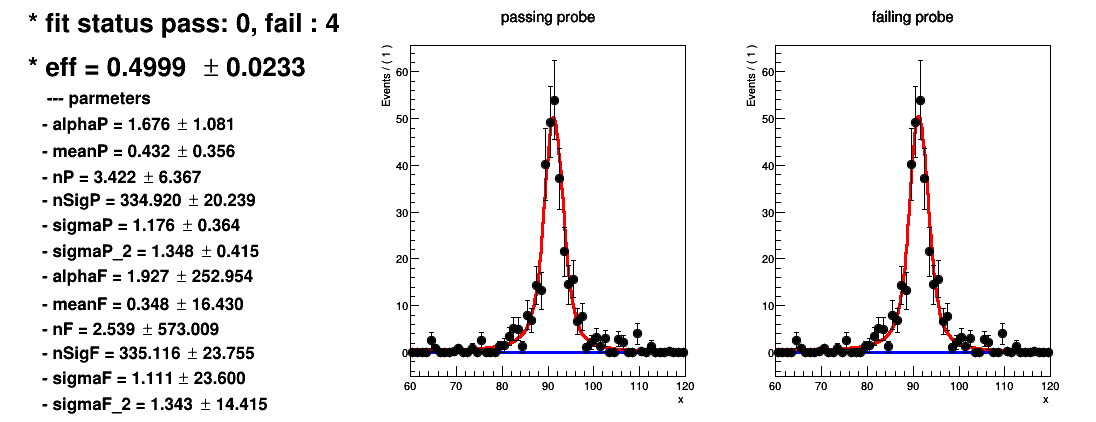 * fit status pass: 0, fail : 4
* eff = 0.4999 ± 0.0233
--- parmeters
- alphaP = 1.676 ± 1.081
- meanP = 0.432 ± 0.356
- nP = 3.422 ± 6.367
- nSigP = 334.920 ± 20.239
- sigmaP = 1.176 ± 0.364
- sigmaP_2 = 1.348 ± 0.415
- alphaF = 1.927 ± 252.954
- meanF = 0.348 ± 16.430
- nF = 2.539 ± 573.009
- nSigF = 335.116 ± 23.755
- sigmaF = 1.111 ± 23.600
- sigmaF_2 = 1.343 ± 14.415
passing probe
Events / ( 1 )
60
50
40
30
20
10
0
60 70 80 90 100 110 120
x
failing probe
Events / ( 1 )
60
50
40
30
20
10
0
60 70 80 90 100 110 120
x